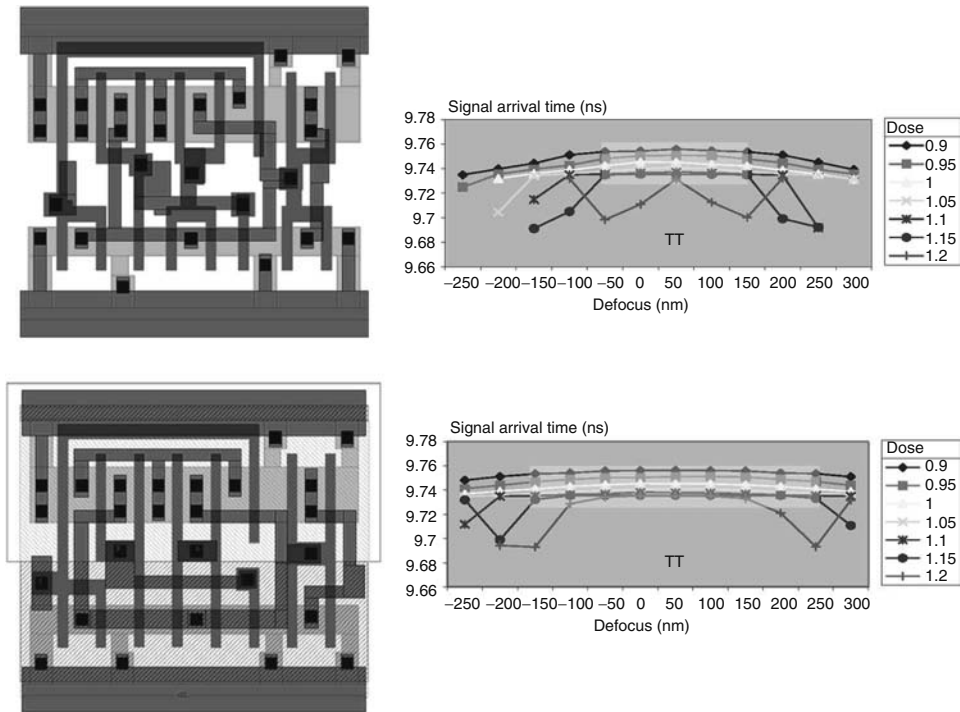 Signal arrival time (ns)
9.78
9.76
9.74
9.72
9.7
9.68
9.66
TT
−250 −200 −150 −100 −50 0 50 100 150 200 250 300
Defocus (nm)
Dose
0.9
0.95
1
1.05
1.1
1.15
1.2
Signal arrival time (ns)
9.78
9.76
9.74
9.72
9.7
9.68
9.66
TT
−250 −200 −150 −100 −50 0 50 100 150 200 250 300
Defocus (nm)
Dose
0.9
0.95
1
1.05
1.1
1.15
1.2